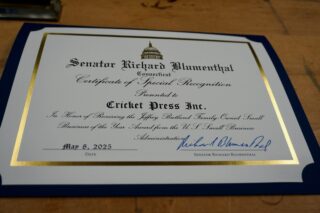 Senator Richard Blumenthal
Connecticut
Certificate of Special Recognition
Presented to
Cricket Press Inc.
In Honor of Receiving the Jeffrey Butland Family Owned Small
Business of the Year Award from the U.S. Small Business
Administration
May 8, 2025
DATE
Richard Blumenthal
SENATOR RICHARD BLUMENTHAL